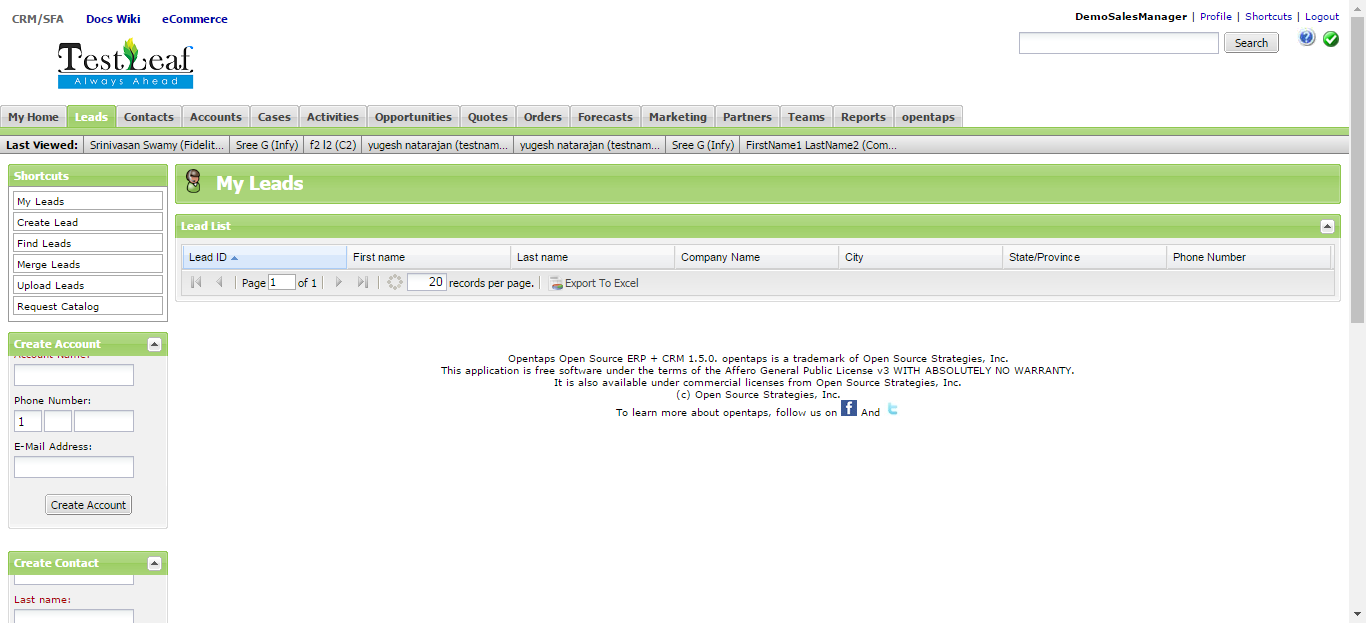 CRM/SFA Docs Wiki eCommerce
DemoSalesManager | Profile | Shortcuts | Logout
Search
TestLeaf
Always Ahead
My Home Leads Contacts Accounts Cases Activities Opportunities Quotes Orders Forecasts Marketing Partners Teams Reports opentaps
Last Viewed: Srinivasan Swamy (Fidelit... Sree G (Infy) f2 l2 (C2) yugesh natarajan (testnam... yugesh natarajan (testnam... Sree G (Infy) FirstName1 LastName2 (Com...
Shortcuts
My Leads
Create Lead
Find Leads
Merge Leads
Upload Leads
Request Catalog
My Leads
Lead List
Lead ID First name Last name Company Name City State/Province Phone Number
Page 1 of 1 20 records per page. Export To Excel
Create Account
Account Name:
Phone Number:
1
E-Mail Address:
Create Account
Create Contact
Last name:
Opentaps Open Source ERP + CRM 1.5.0. opentaps is a trademark of Open Source Strategies, Inc.
This application is free software under the terms of the Affero General Public License v3 WITH ABSOLUTELY NO WARRANTY.
It is also available under commercial licenses from Open Source Strategies, Inc.
(c) Open Source Strategies, Inc.
To learn more about opentaps, follow us on f And t